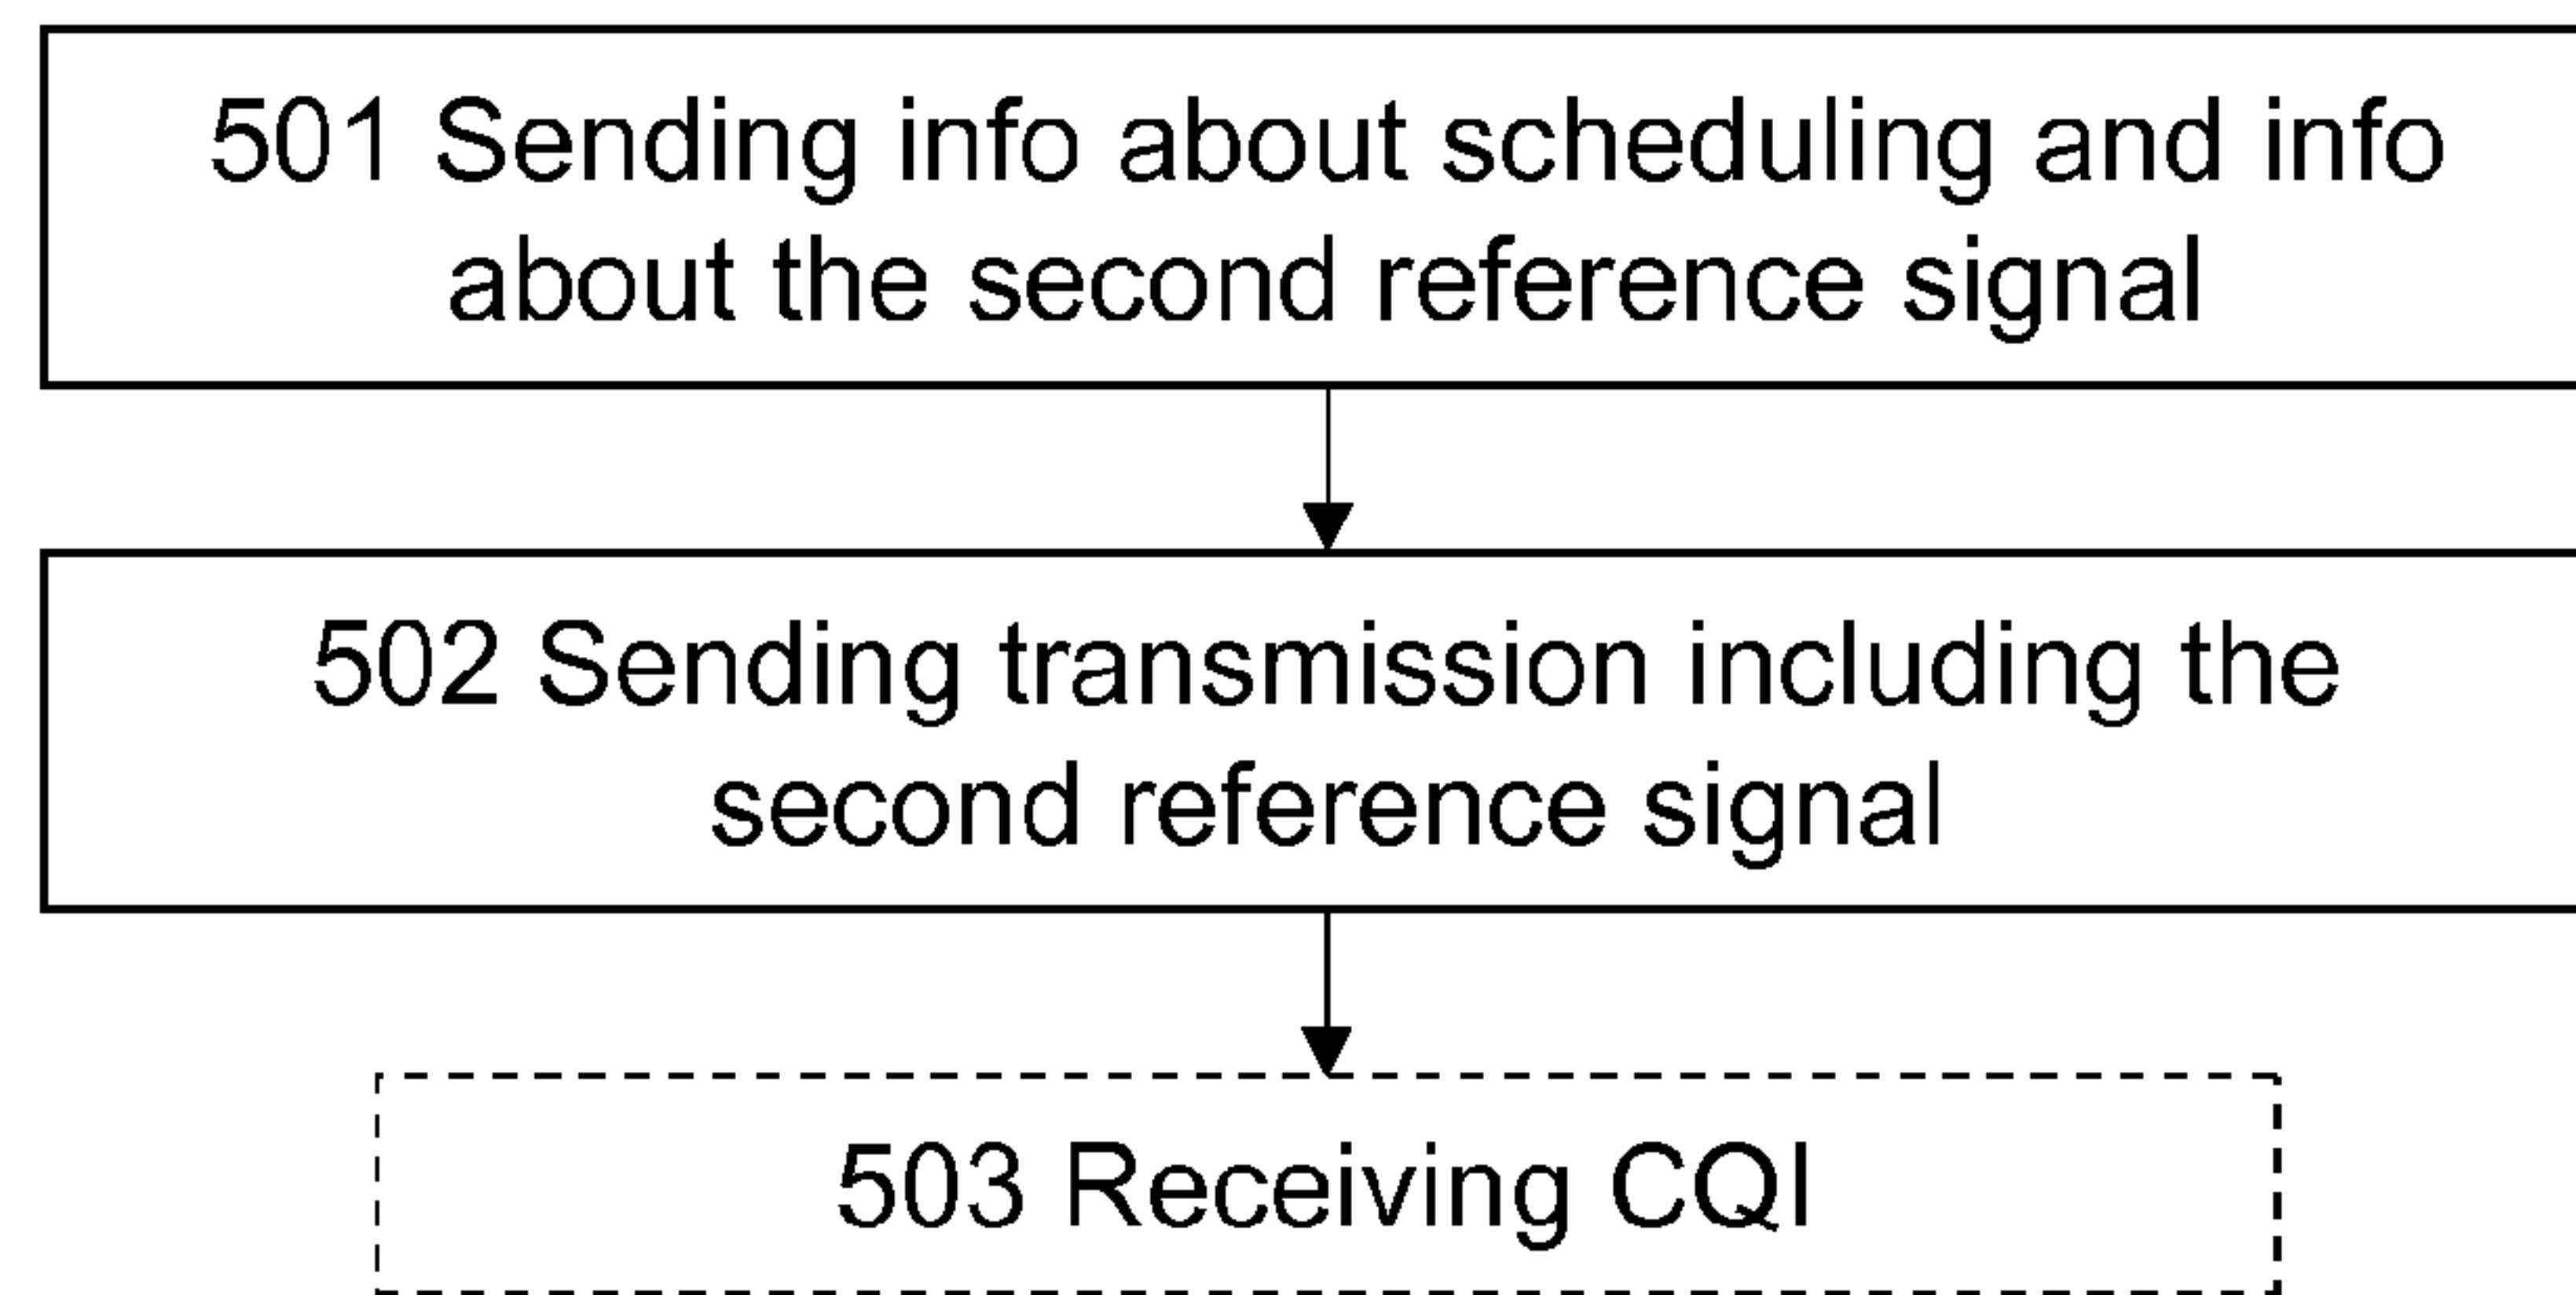 501 Sending info about scheduling and info
about the second reference signal
502 Sending transmission including the
second reference signal
503 Receiving CQI